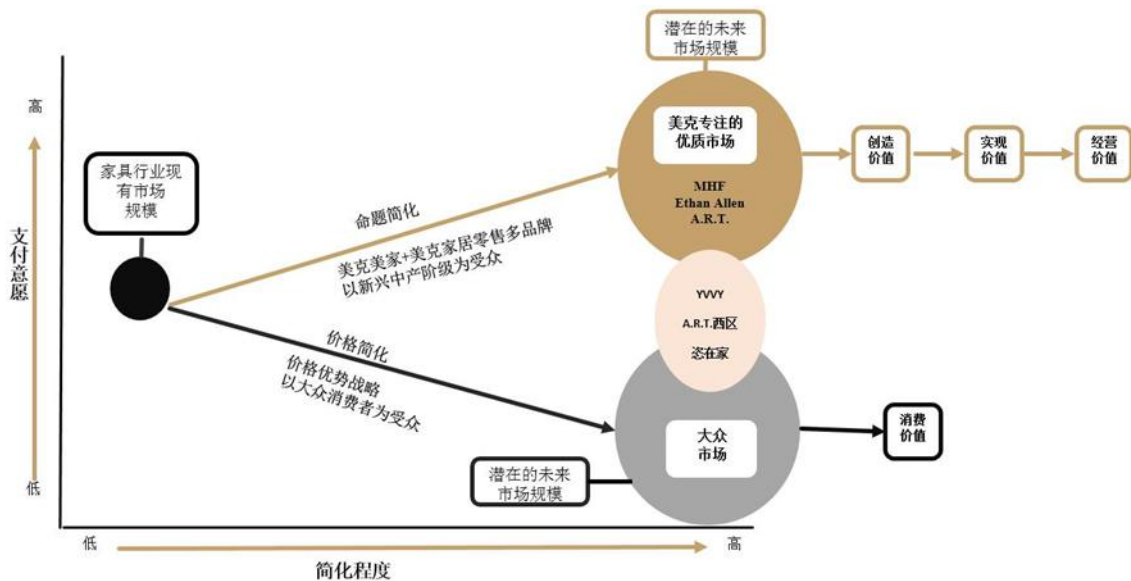 潜在的未来
市场规模
高
美克专注的
优质市场
MHF
Ethan Allen
A.R.T.
创造
价值
实现
价值
经营
价值
家具行业现
有市场
规模
支付意愿
命题简化
美克美家+美克家居零售多品牌
以新兴中产阶级为受众
YVVY
A.R.T.西区
恣在家
价格简化
价格优势战略
以大众消费者为受众
大众
市场
消费
价值
潜在的未来
市场规模
低
低
高
简化程度